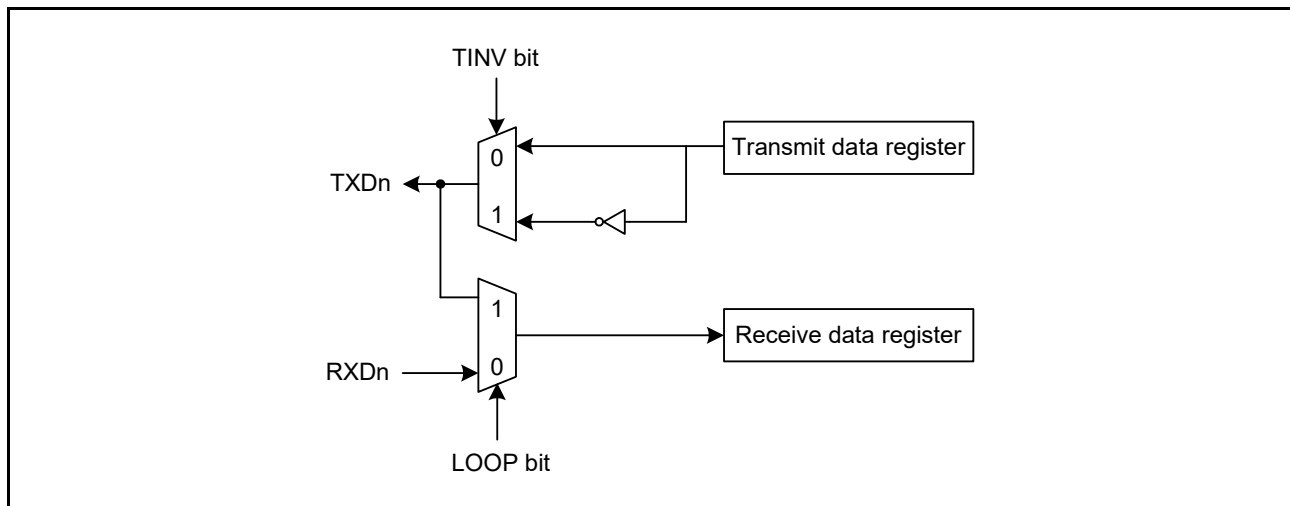 TINV bit
0
Transmit data register
TXDn
1
1
Receive data register
0
RXDn
LOOP bit